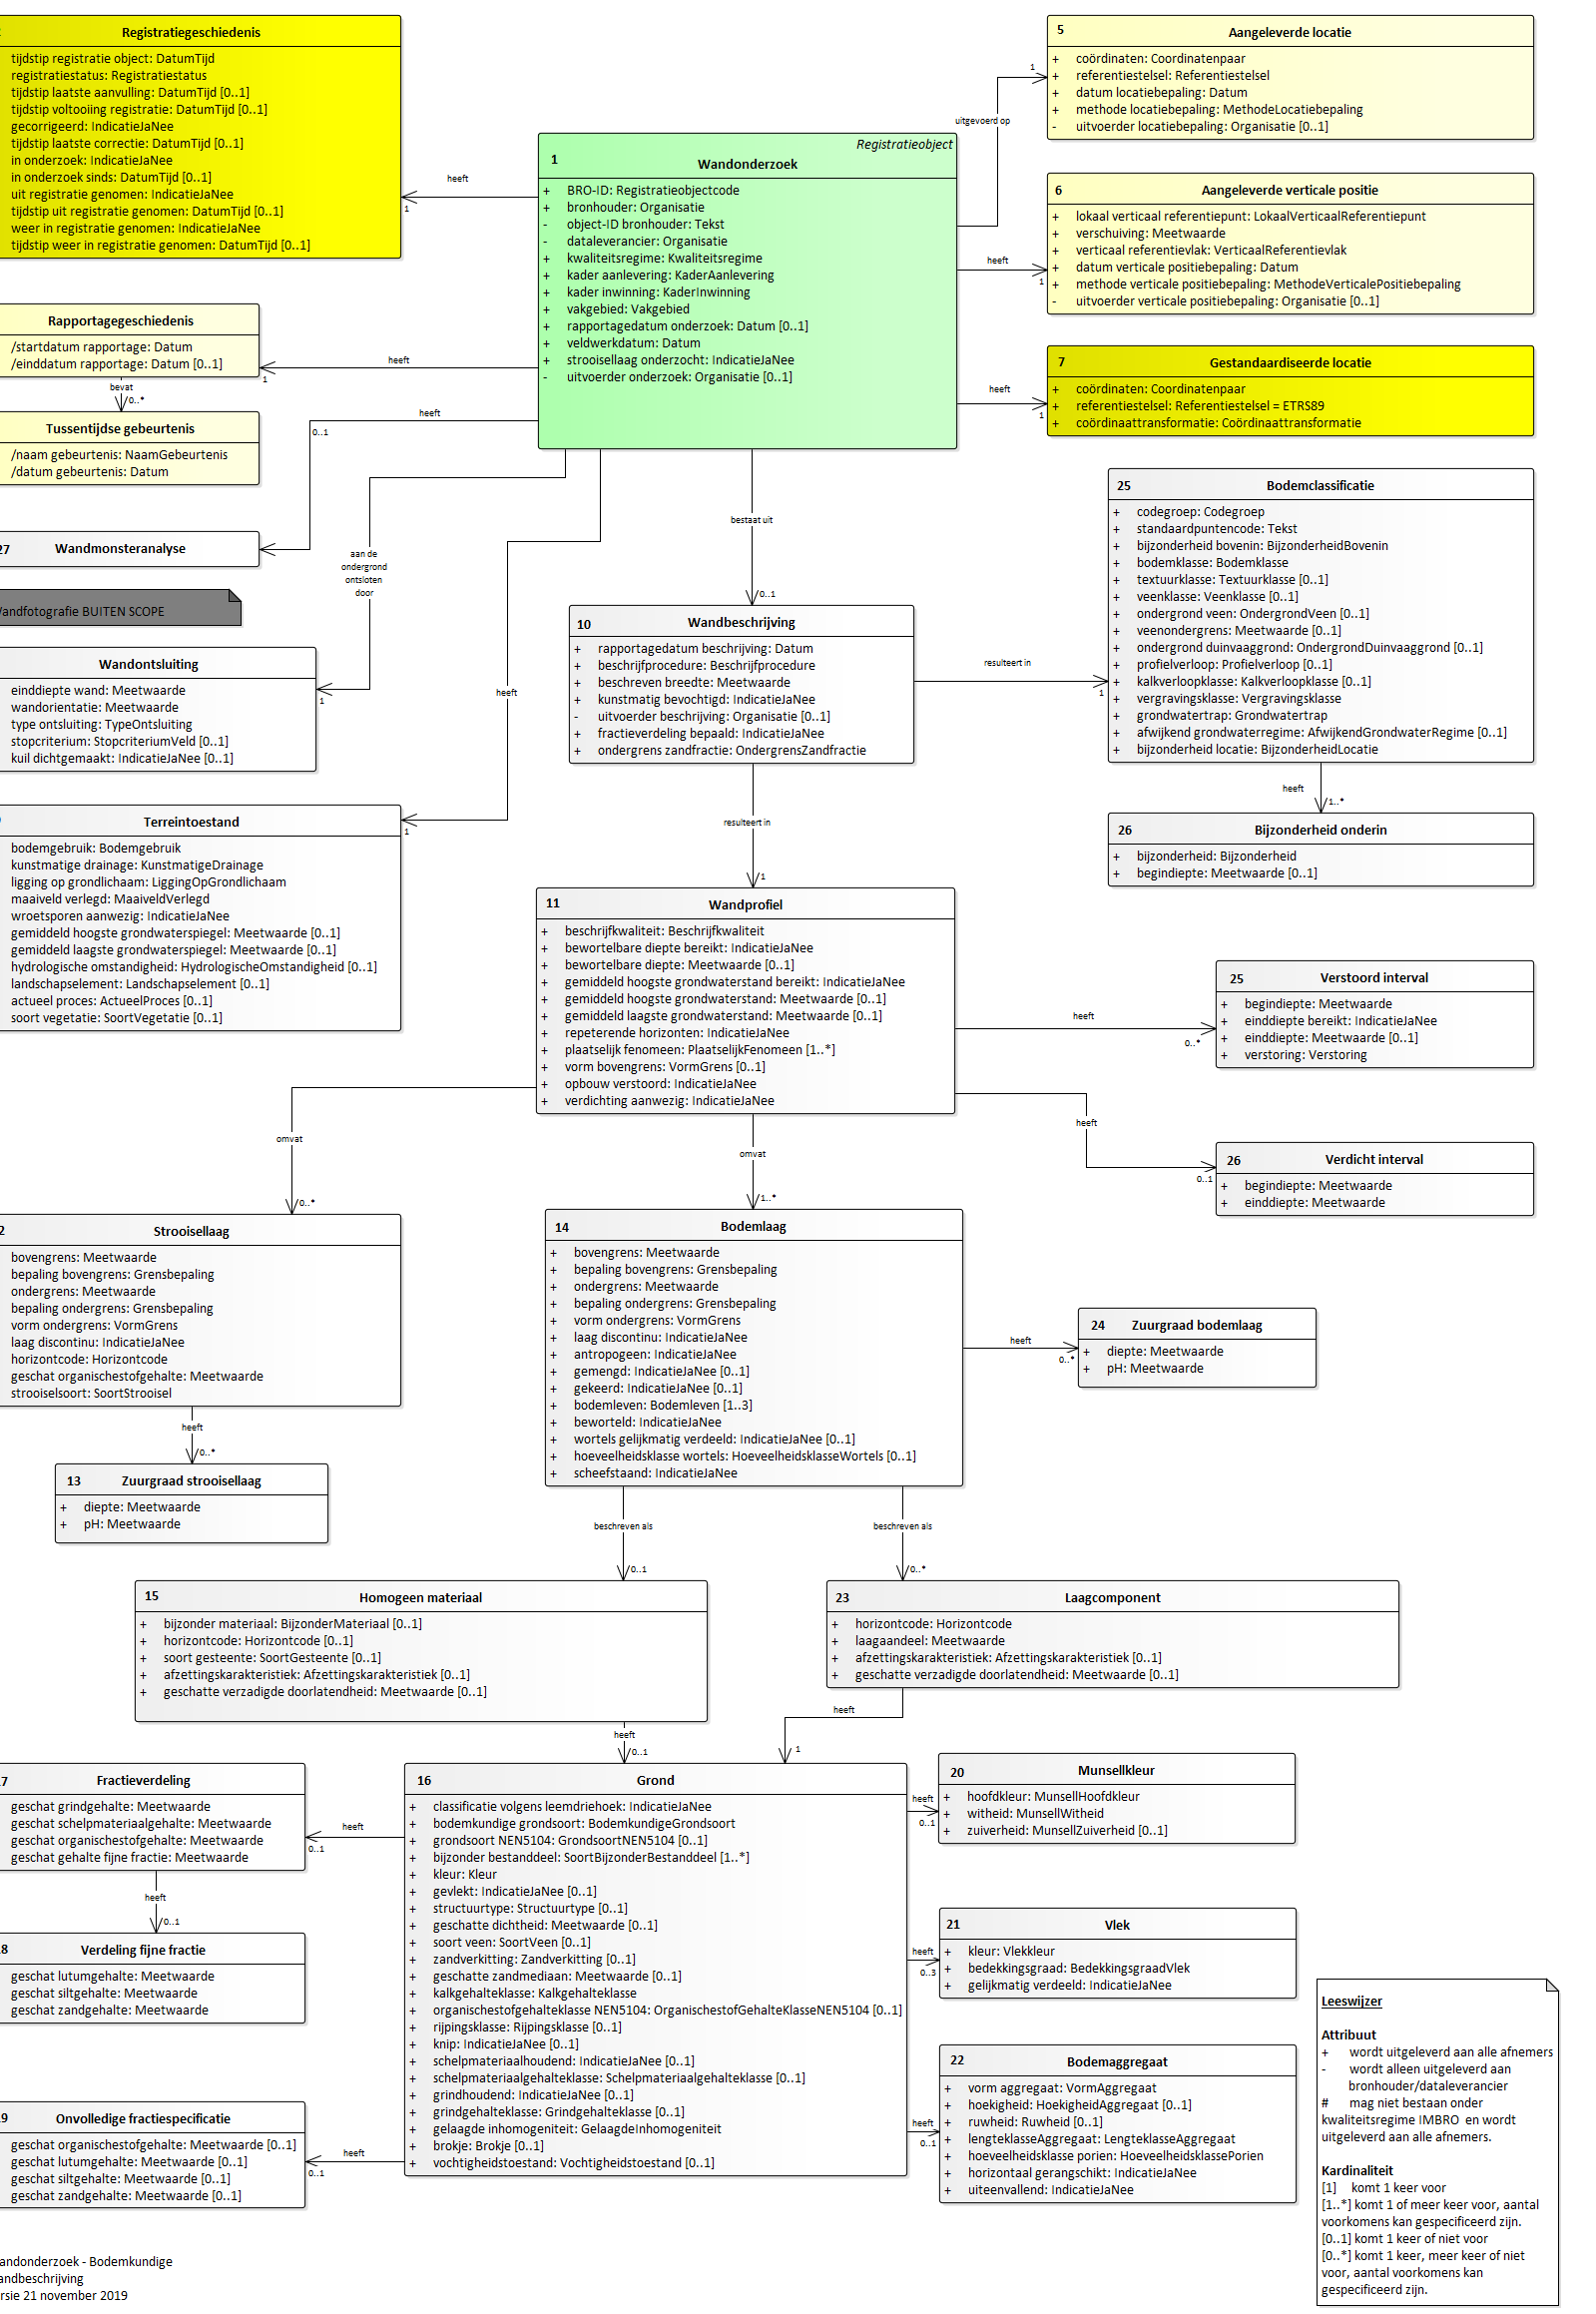 Registratiegeschiedenis
tijdstip registratie object: DatumTijd
registratiestatus: Registratiestatus
tijdstip laatste aanvulling: DatumTijd [0..1]
tijdstip voltooiing registratie: DatumTijd [0..1]
gecorrigeerd: IndicatieJaNee
tijdstip laatste correctie: DatumTijd [0..1]
in onderzoek: IndicatieJaNee
in onderzoek sinds: DatumTijd [0..1]
uit registratie genomen: IndicatieJaNee
tijdstip uit registratie genomen: DatumTijd [0..1]
weer in registratie genomen: IndicatieJaNee
tijdstip weer in registratie genomen: DatumTijd [0..1]
heeft
1
Registratieobject
1 Wandonderzoek
+ BRO-ID: Registratieobjectcode
+ bronhouder: Organisatie
- object-ID bronhouder: Tekst
- dataleverancier: Organisatie
+ kwaliteitsregime: Kwaliteitsregime
+ kader aanlevering: KaderAanlevering
+ kader inwinning: KaderInwinning
+ vakgebied: Vakgebied
+ rapportagedatum onderzoek: Datum [0..1]
+ veldwerkdatum: Datum
+ strooisellaag onderzocht: IndicatieJaNee
- uitvoerder onderzoek: Organisatie [0..1]
uitgevoerd op
1
5 Aangeleverde locatie
+ coördinaten: Coordinatenpaar
+ referentiestelsel: Referentiestelsel
+ datum locatiebepaling: Datum
+ methode locatiebepaling: MethodeLocatiebepaling
- uitvoerder locatiebepaling: Organisatie [0..1]
heeft
1
6 Aangeleverde verticale positie
+ lokaal verticaal referentiepunt: LokaalVerticaalReferentiepunt
+ verschuiving: Meetwaarde
+ verticaal referentievlak: VerticaalReferentievlak
+ datum verticale positiebepaling: Datum
+ methode verticale positiebepaling: MethodeVerticalePositiebepaling
- uitvoerder verticale positiebepaling: Organisatie [0..1]
heeft
1
7 Gestandaardiseerde locatie
+ coördinaten: Coordinatenpaar
+ referentiestelsel: Referentiestelsel = ETRS89
+ coördinaattransformatie: Coördinaattransformatie
Rapportagegeschiedenis
/startdatum rapportage: Datum
/einddatum rapportage: Datum [0..1]
heeft
1
bevat
0..*
Tussentijdse gebeurtenis
/naam gebeurtenis: NaamGebeurtenis
/datum gebeurtenis: Datum
heeft
0..1
27 Wandmonsteranalyse
andfotografie BUITEN SCOPE
aan de
ondergrond
ontsloten
door
1
Wandontsluiting
einddiepte wand: Meetwaarde
wandorientatie: Meetwaarde
type ontsluiting: TypeOntsluiting
stopcriterium: StopcriteriumVeld [0..1]
kuil dichtgemaakt: IndicatieJaNee [0..1]
heeft
1
Terreintoestand
bodemgebruik: Bodemgebruik
kunstmatige drainage: KunstmatigeDrainage
ligging op grondlichaam: LiggingOpGrondlichaam
maaiveld verlegd: MaaiveldVerlegd
wroetsporen aanwezig: IndicatieJaNee
gemiddeld hoogste grondwaterspiegel: Meetwaarde [0..1]
gemiddeld laagste grondwaterspiegel: Meetwaarde [0..1]
hydrologische omstandigheid: HydrologischeOmstandigheid [0..1]
landschapselement: Landschapselement [0..1]
actueel proces: ActueelProces [0..1]
soort vegetatie: SoortVegetatie [0..1]
bestaat uit
0..1
10 Wandbeschrijving
+ rapportagedatum beschrijving: Datum
+ beschrijfprocedure: Beschrijfprocedure
+ beschreven breedte: Meetwaarde
+ kunstmatig bevochtigd: IndicatieJaNee
- uitvoerder beschrijving: Organisatie [0..1]
+ fractieverdeling bepaald: IndicatieJaNee
+ ondergrens zandfractie: OndergrensZandfractie
resulteert in
1
25 Bodemclassificatie
+ codegroep: Codegroep
+ standaardpuntencode: Tekst
+ bijzonderheid bovenin: BijzonderheidBovenin
+ bodemklasse: Bodemklasse
+ textuurklasse: Textuurklasse [0..1]
+ veenklasse: Veenklasse [0..1]
+ ondergrond veen: OndergrondVeen [0..1]
+ veenondergrens: Meetwaarde [0..1]
+ ondergrond duinvaaggrond: OndergrondDuinvaaggrond [0..1]
+ profielverloop: Profielverloop [0..1]
+ kalkverloopklasse: Kalkverloopklasse [0..1]
+ vergravingsklasse: Vergravingsklasse
+ grondwatertrap: Grondwatertrap
+ afwijkend grondwaterregime: AfwijkendGrondwaterRegime [0..1]
+ bijzonderheid locatie: BijzonderheidLocatie
heeft
1..*
26 Bijzonderheid onderin
+ bijzonderheid: Bijzonderheid
+ begindiepte: Meetwaarde [0..1]
resulteert in
1
11 Wandprofiel
+ beschrijfkwaliteit: Beschrijfkwaliteit
+ bewortelbare diepte bereikt: IndicatieJaNee
+ bewortelbare diepte: Meetwaarde [0..1]
+ gemiddeld hoogste grondwaterstand bereikt: IndicatieJaNee
+ gemiddeld hoogste grondwaterstand: Meetwaarde [0..1]
+ gemiddeld laagste grondwaterstand: Meetwaarde [0..1]
+ repeterende horizonten: IndicatieJaNee
+ plaatselijk fenomeen: PlaatselijkFenomeen [1..*]
+ vorm bovengrens: VormGrens [0..1]
+ opbouw verstoord: IndicatieJaNee
+ verdichting aanwezig: IndicatieJaNee
heeft
0..*
25 Verstoord interval
+ begindiepte: Meetwaarde
+ einddiepte bereikt: IndicatieJaNee
+ einddiepte: Meetwaarde [0..1]
+ verstoring: Verstoring
heeft
0..1
26 Verdicht interval
+ begindiepte: Meetwaarde
+ einddiepte: Meetwaarde
omvat
0..*
2 Strooisellaag
bovengrens: Meetwaarde
bepaling bovengrens: Grensbepaling
ondergrens: Meetwaarde
bepaling ondergrens: Grensbepaling
vorm ondergrens: VormGrens
laag discontinu: IndicatieJaNee
horizontcode: Horizontcode
geschat organischestofgehalte: Meetwaarde
strooiselsoort: SoortStrooisel
heeft
0..*
13 Zuurgraad strooisellaag
+ diepte: Meetwaarde
+ pH: Meetwaarde
omvat
1..*
14 Bodemlaag
+ bovengrens: Meetwaarde
+ bepaling bovengrens: Grensbepaling
+ ondergrens: Meetwaarde
+ bepaling ondergrens: Grensbepaling
+ vorm ondergrens: VormGrens
+ laag discontinu: IndicatieJaNee
+ antropogeen: IndicatieJaNee
+ gemengd: IndicatieJaNee [0..1]
+ gekeerd: IndicatieJaNee [0..1]
+ bodemleven: Bodemleven [1..3]
+ beworteld: IndicatieJaNee
+ wortels gelijkmatig verdeeld: IndicatieJaNee [0..1]
+ hoeveelheidsklasse wortels: HoeveelheidsklasseWortels [0..1]
+ scheefstaand: IndicatieJaNee
heeft
0..*
24 Zuurgraad bodemlaag
+ diepte: Meetwaarde
+ pH: Meetwaarde
beschreven als
0..1
beschreven als
0..*
15 Homogeen materiaal
+ bijzonder materiaal: BijzonderMateriaal [0..1]
+ horizontcode: Horizontcode [0..1]
+ soort gesteente: SoortGesteente [0..1]
+ afzettingskarakteristiek: Afzettingskarakteristiek [0..1]
+ geschatte verzadigde doorlatendheid: Meetwaarde [0..1]
23 Laagcomponent
+ horizontcode: Horizontcode
+ laagaandeel: Meetwaarde
+ afzettingskarakteristiek: Afzettingskarakteristiek [0..1]
+ geschatte verzadigde doorlatendheid: Meetwaarde [0..1]
heeft
0..1
heeft
1
7 Fractieverdeling
geschat grindgehalte: Meetwaarde
geschat schelpmateriaalgehalte: Meetwaarde
geschat organischestofgehalte: Meetwaarde
geschat gehalte fijne fractie: Meetwaarde
heeft
0..1
heeft
0..1
8 Verdeling fijne fractie
geschat lutumgehalte: Meetwaarde
geschat siltgehalte: Meetwaarde
geschat zandgehalte: Meetwaarde
9 Onvolledige fractiespecificatie
geschat organischestofgehalte: Meetwaarde [0..1]
geschat lutumgehalte: Meetwaarde [0..1]
geschat siltgehalte: Meetwaarde [0..1]
geschat zandgehalte: Meetwaarde [0..1]
heeft
0..1
16 Grond
+ classificatie volgens leemdriehoek: IndicatieJaNee
+ bodemkundige grondsoort: BodemkundigeGrondsoort
+ grondsoort NEN5104: GrondsoortNEN5104 [0..1]
+ bijzonder bestanddeel: SoortBijzonderBestanddeel [1..*]
+ kleur: Kleur
+ gevlekt: IndicatieJaNee [0..1]
+ structuurtype: Structuurtype [0..1]
+ geschatte dichtheid: Meetwaarde [0..1]
+ soort veen: SoortVeen [0..1]
+ zandverkitting: Zandverkitting [0..1]
+ geschatte zandmediaan: Meetwaarde [0..1]
+ kalkgehalteklasse: Kalkgehalteklasse
+ organischestofgehalteklasse NEN5104: OrganischestofGehalteKlasseNEN5104 [0..1]
+ rijpingsklasse: Rijpingsklasse [0..1]
+ knip: IndicatieJaNee [0..1]
+ schelpmateriaalhoudend: IndicatieJaNee [0..1]
+ schelpmateriaalgehalteklasse: Schelpmateriaalgehalteklasse [0..1]
+ grindhoudend: IndicatieJaNee [0..1]
+ grindgehalteklasse: Grindgehalteklasse [0..1]
+ gelaagde inhomogeniteit: GelaagdeInhomogeniteit
+ brokje: Brokje [0..1]
+ vochtigheidstoestand: Vochtigheidstoestand [0..1]
heeft
0..1
20 Munsellkleur
+ hoofdkleur: MunsellHoofdkleur
+ witheid: MunsellWitheid
+ zuiverheid: MunsellZuiverheid [0..1]
heeft
0..3
21 Vlek
+ kleur: Vlekkleur
+ bedekkingsgraad: BedekkingsgraadVlek
+ gelijkmatig verdeeld: IndicatieJaNee
heeft
0..1
22 Bodemaggregaat
+ vorm aggregaat: VormAggregaat
+ hoekigheid: HoekigheidAggregaat [0..1]
+ ruwheid: Ruwheid [0..1]
+ lengteklasseAggregaat: LengteklasseAggregaat
+ hoeveelheidsklasse porien: HoeveelheidsklassePorien
+ horizontaal gerangschikt: IndicatieJaNee
+ uiteenvallend: IndicatieJaNee
Leeswijzer
Attribuut
+ wordt uitgeleverd aan alle afnemers
- wordt alleen uitgeleverd aan
bronhouder/dataleverancier
# mag niet bestaan onder
kwaliteitsregime IMBRO en wordt
uitgeleverd aan alle afnemers.
Kardinaliteit
[1] komt 1 keer voor
[1..*] komt 1 of meer keer voor, aantal
voorkomens kan gespecificeerd zijn.
[0..1] komt 1 keer of niet voor
[0..*] komt 1 keer, meer keer of niet
voor, aantal voorkomens kan
gespecificeerd zijn.
andonderzoek - Bodemkundige
andbeschrijving
rsie 21 november 2019